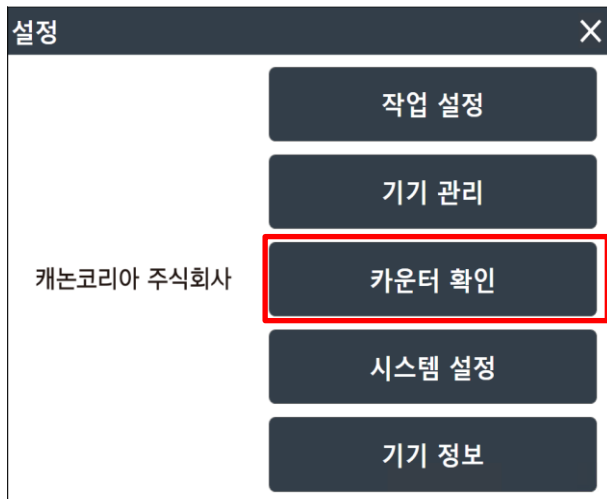 설정
작업 설정
기기 관리
캐논코리아 주식회사
카운터 확인
시스템 설정
기기 정보